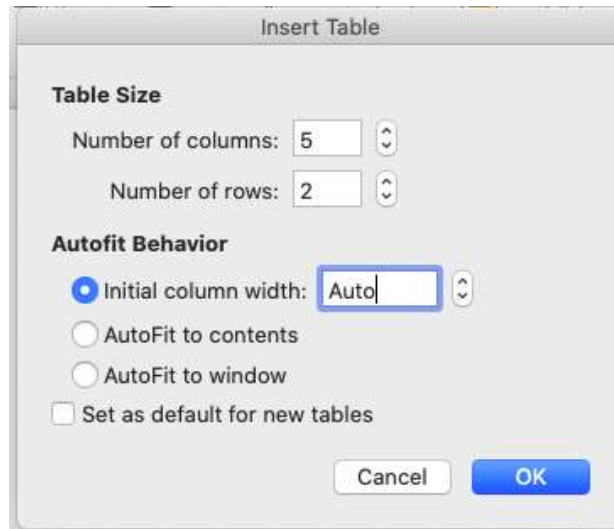 Insert Table
Table Size
Number of columns: 5
Number of rows: 2
Autofit Behavior
Initial column width: Auto
AutoFit to contents
AutoFit to window
Set as default for new tables
Cancel OK